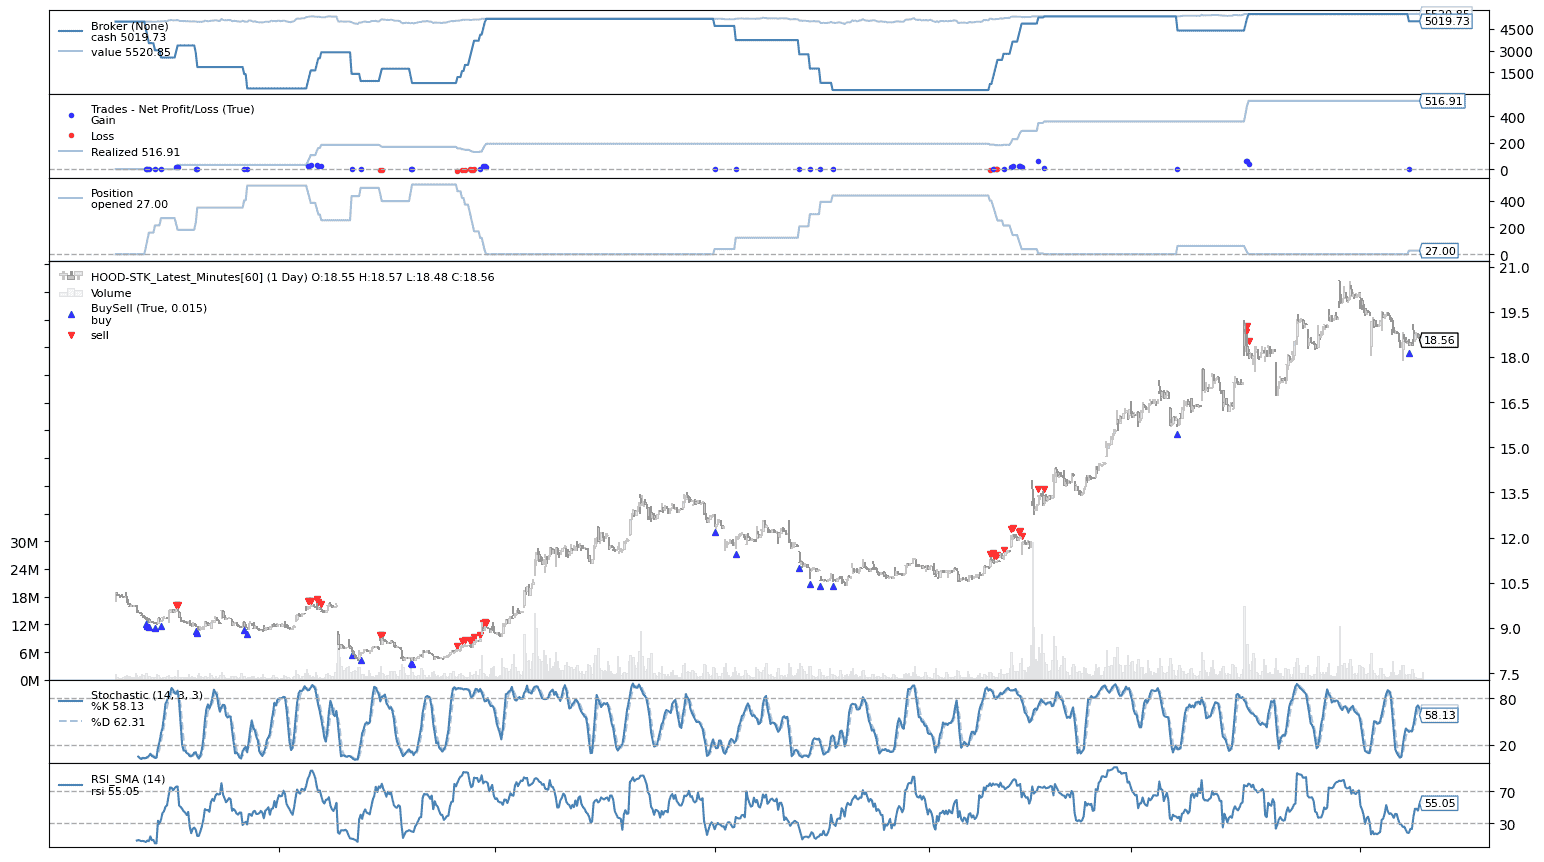 Broker (None)
cash 5019.73
value 5520.85
5520.85
5019.73
4500
3000
1500
Trades - Net Profit/Loss (True)
Gain
Loss
Realized 516.91
516.91
400
200
0
Position
opened 27.00
400
200
0
27.00
HOOD-STK_Latest_Minutes[60] (1 Day) O:18.55 H:18.57 L:18.48 C:18.56
Volume
BuySell (True, 0.015)
buy
sell
21.0
19.5
18.56
18.0
16.5
15.0
13.5
12.0
10.5
9.0
7.5
30M
24M
18M
12M
6M
0M
Stochastic (14, 3, 3)
%K 58.13
%D 62.31
80
58.13
20
RSI_SMA (14)
rsi 55.05
70
55.05
30